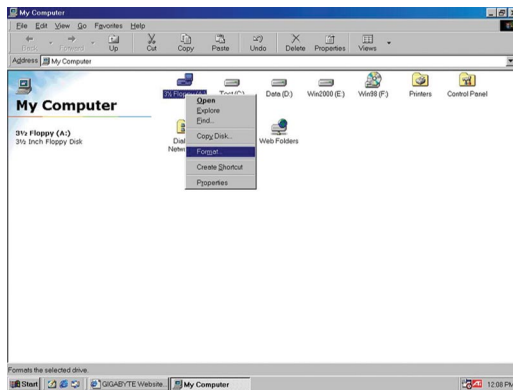 My Computer
File Edit View Go Favorites Help
Back Forward Up Cut Copy Paste Undo Delete Properties Views
Address My Computer
My Computer
3½ Floppy (A:)
3½ Inch Floppy Disk
3½ Floppy (A:) Test (C:) Data (D:) Win2000 (E:) Win98 (F:) Printers Control Panel
Open
Explore
Find...
Copy Disk...
Format...
Create Shortcut
Properties
Dial
Netwo
Web Folders
Formats the selected drive.
Start GIGABYTE Website... My Computer 12:08 PM